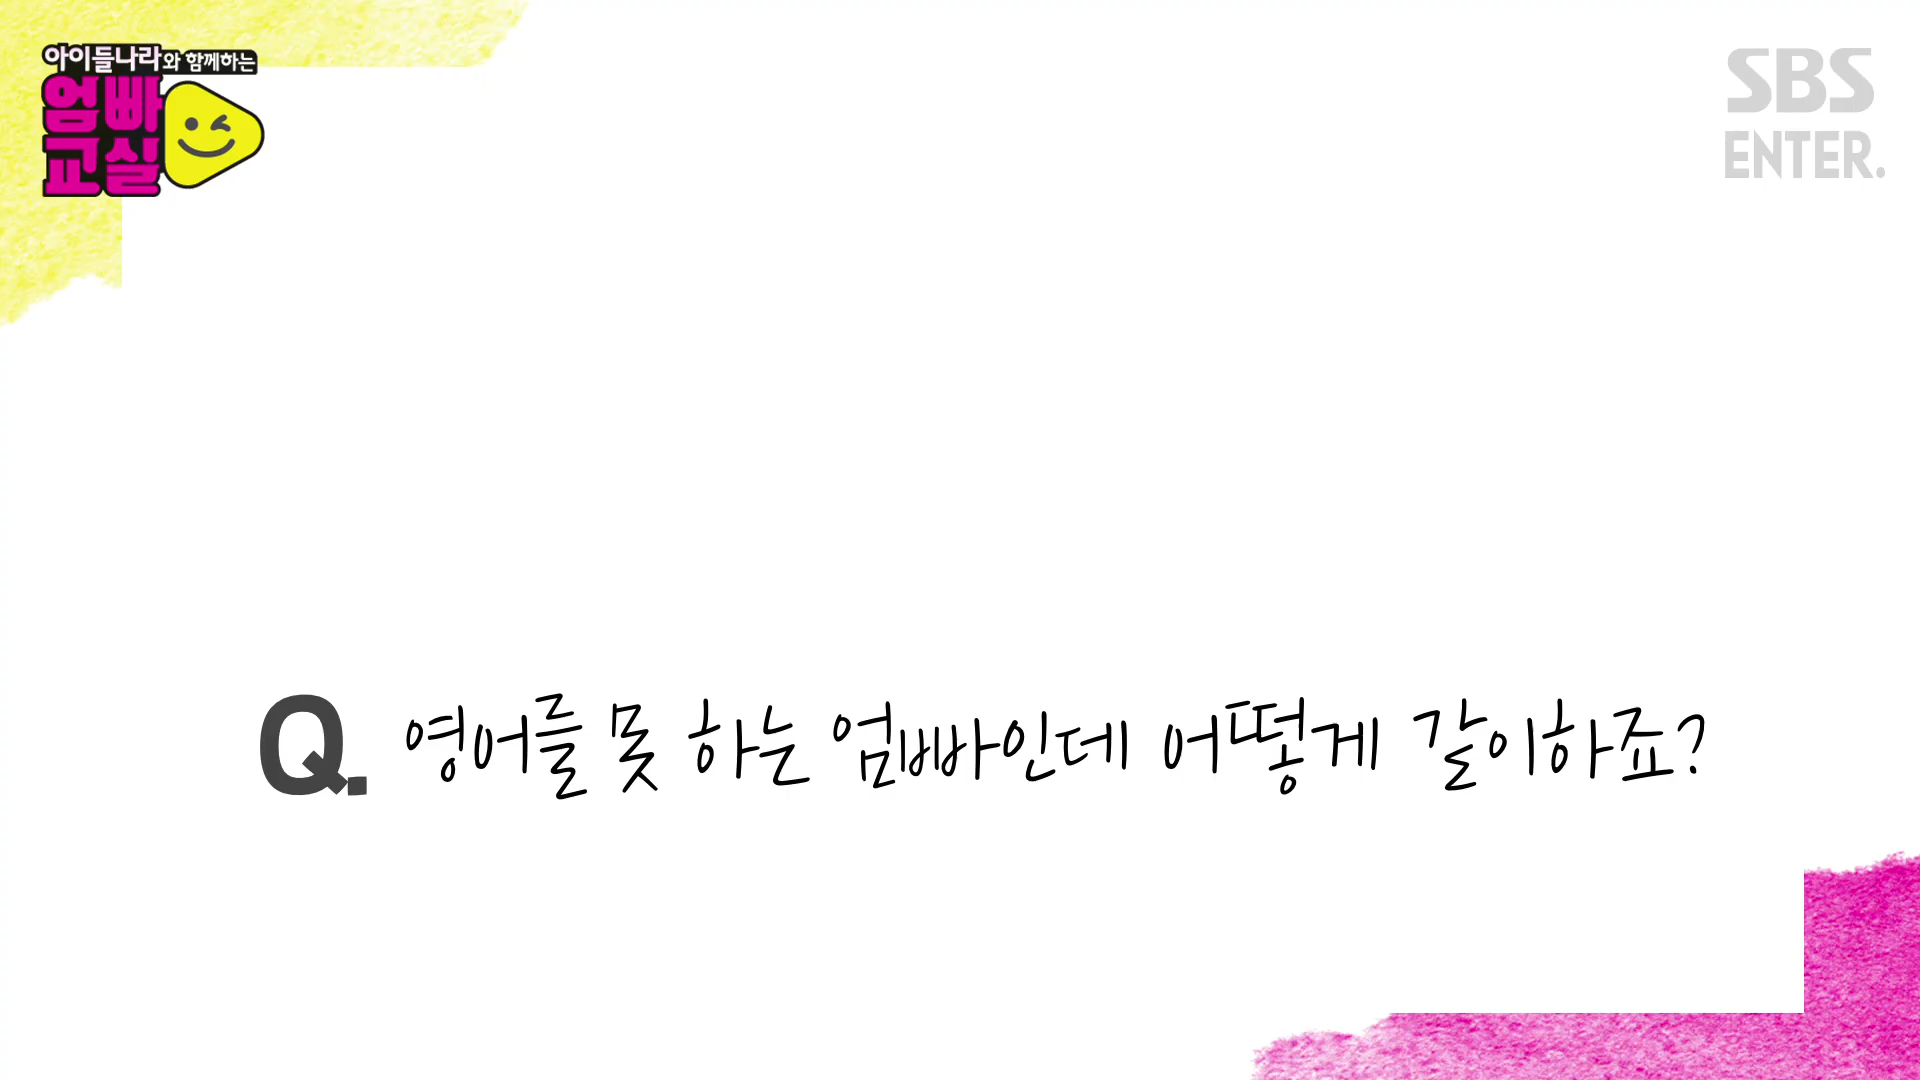 아이들나라와 함께하는
엄빠
교실
SBS
ENTER.
Q. 영어를 못 하는 엄빠인데 어떻게 같이하죠?